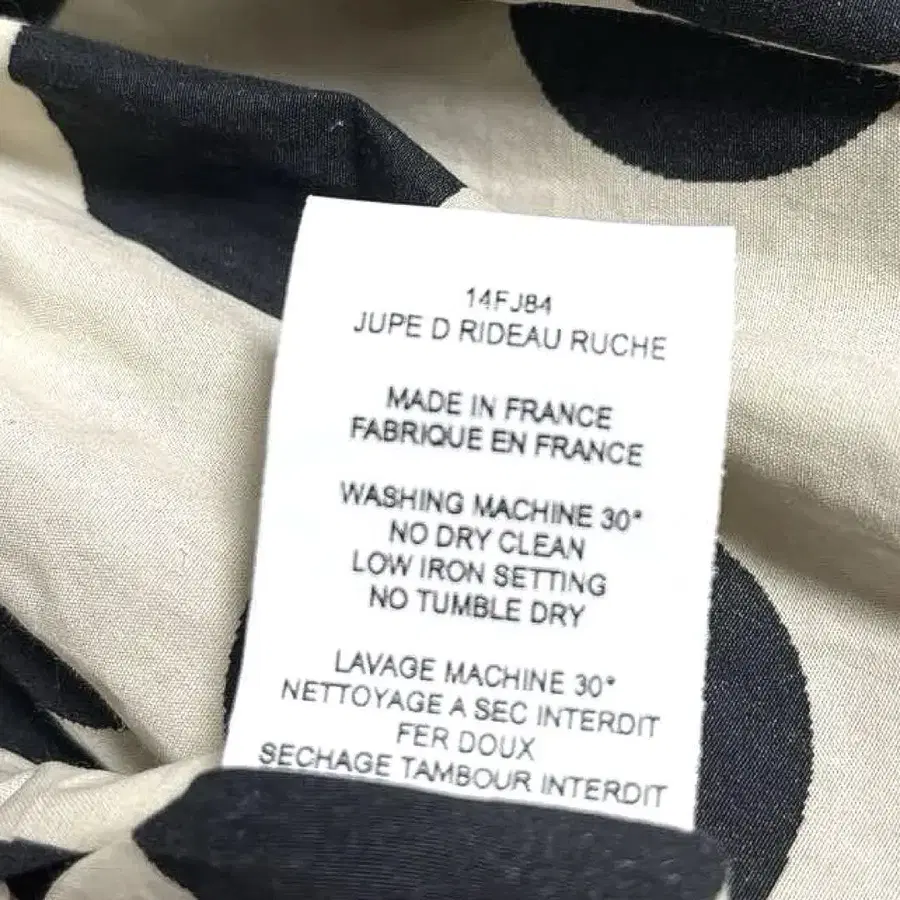 14FJ84
JUPE D RIDEAU RUCHE
MADE IN FRANCE
FABRIQUE EN FRANCE
WASHING MACHINE 30°
NO DRY CLEAN
LOW IRON SETTING
NO TUMBLE DRY
LAVAGE MACHINE 30°
NETTOYAGE A SEC INTERDIT
FER DOUX
SECHAGE TAMBOUR INTERDIT